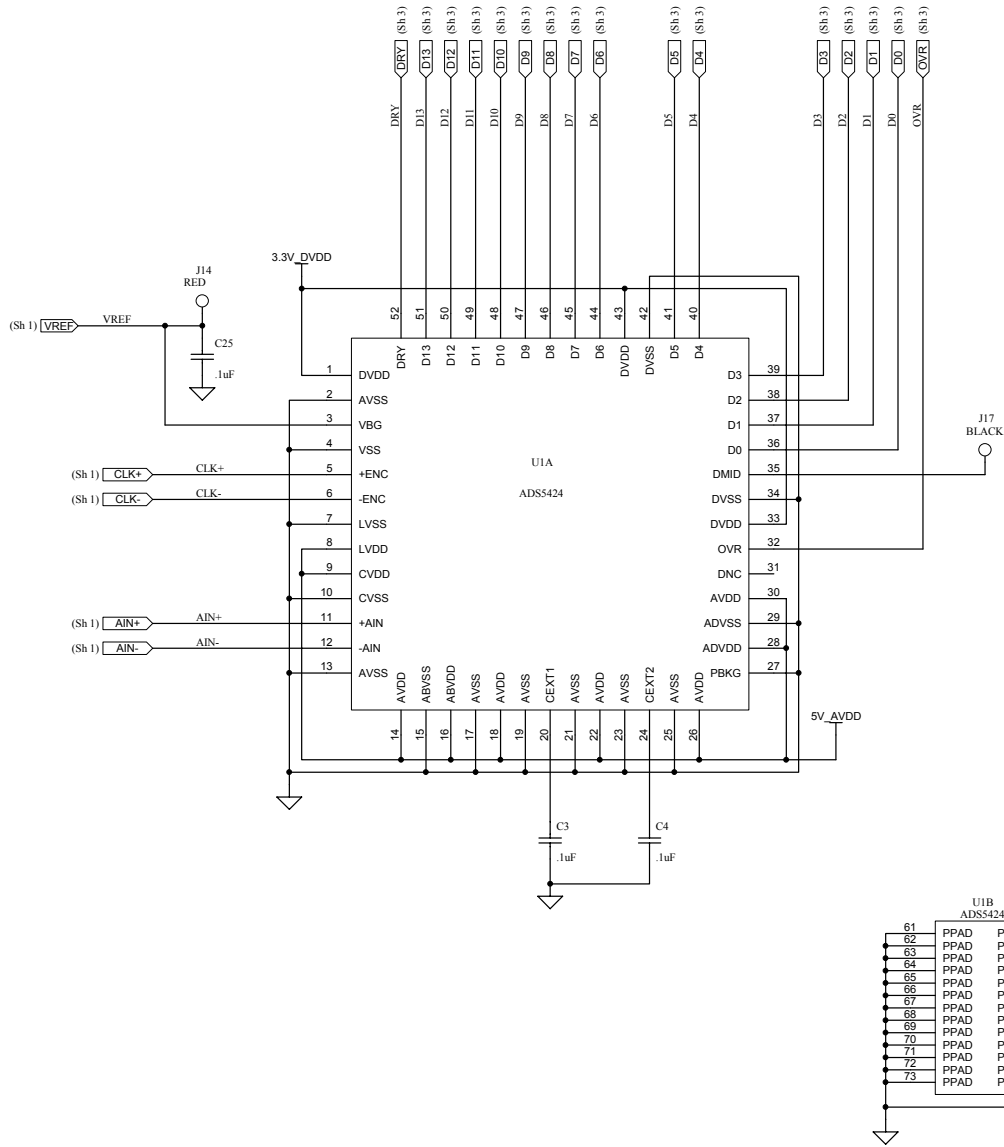 (Sh 3) (Sh 3) (Sh 3) (Sh 3) (Sh 3) (Sh 3) (Sh 3) (Sh 3) (Sh 3) (Sh 3) (Sh 3) (Sh 3) (Sh 3) (Sh 3) (Sh 3) (Sh 3)
DRY D13 D12 D11 D10 D9 D8 D7 D6 D5 D4 D3 D2 D1 D0 OVR
DRY D13 D12 D11 D10 D9 D8 D7 D6 D5 D4 D3 D2 D1 D0 OVR
3.3V_DVDD
J14
RED
(Sh 1) VREF VREF
C25
.1uF
52 51 50 49 48 47 46 45 44 43 42 41 40
DRY D13 D12 D11 D10 D9 D8 D7 D6 DVDD DVSS D5 D4
1 DVDD
2 AVSS
3 VBG
4 VSS
(Sh 1) CLK+ CLK+ 5 +ENC
(Sh 1) CLK- CLK- 6 -ENC
7 LVSS
8 LVDD
9 CVDD
10 CVSS
(Sh 1) AIN+ AIN+ 11 +AIN
(Sh 1) AIN- AIN- 12 -AIN
13 AVSS
U1A
ADS5424
D3 39
D2 38
D1 37
D0 36
DMID 35
DVSS 34
DVDD 33
OVR 32
DNC 31
AVDD 30
ADVSS 29
ADVDD 28
PBKG 27
J17
BLACK
AVDD ABVSS ABVDD AVSS AVDD AVSS CEXT1 AVSS AVDD AVSS CEXT2 AVSS AVDD
14 15 16 17 18 19 20 21 22 23 24 25 26
5V_AVDD
C3
.1uF
C4
.1uF
U1B
ADS5424
61 PPAD P
62 PPAD P
63 PPAD P
64 PPAD P
65 PPAD P
66 PPAD P
67 PPAD P
68 PPAD P
69 PPAD P
70 PPAD P
71 PPAD P
72 PPAD P
73 PPAD P